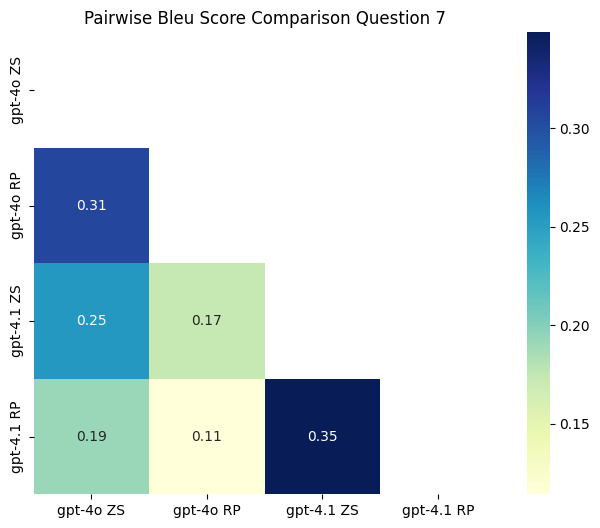 Pairwise Bleu Score Comparison Question 7
gpt-4o ZS
gpt-4o RP
gpt-4.1 ZS
gpt-4.1 RP
0.31
0.25 0.17
0.19 0.11 0.35
gpt-4o ZS gpt-4o RP gpt-4.1 ZS gpt-4.1 RP
0.30
0.25
0.20
0.15